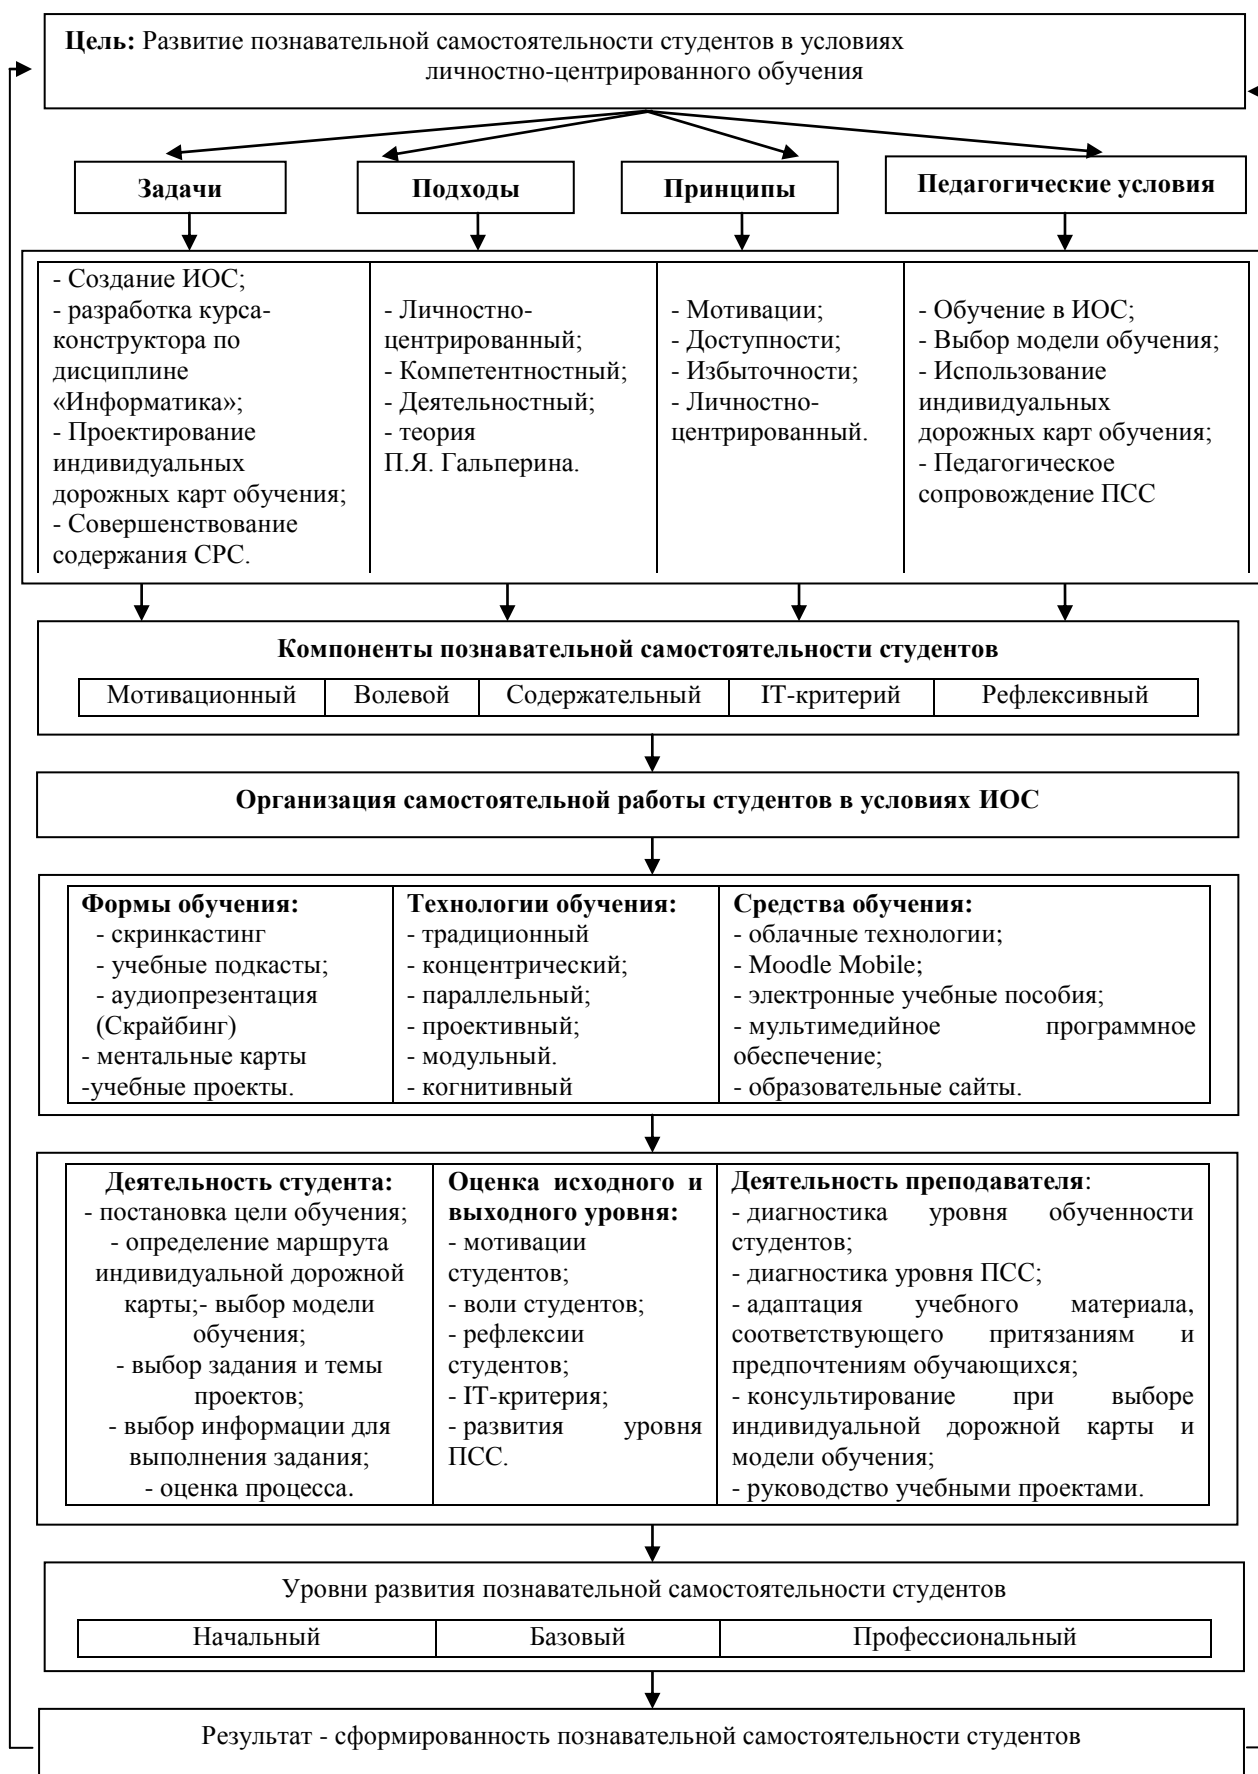 Цель: Развитие познавательной самостоятельности студентов в условиях
личностно-центрированного обучения
Задачи
Подходы
Принципы
Педагогические условия
- Создание ИОС;
- разработка курса-
конструктора по
дисциплине
«Информатика»;
- Проектирование
индивидуальных
дорожных карт обучения;
- Совершенствование
содержания СРС.
- Личностно-
центрированный;
- Компетентностный;
- Деятельностный;
- теория
П.Я. Гальперина.
- Мотивации;
- Доступности;
- Избыточности;
- Личностно-
центрированный.
- Обучение в ИОС;
- Выбор модели обучения;
- Использование
индивидуальных
дорожных карт обучения;
- Педагогическое
сопровождение ПСС
Компоненты познавательной самостоятельности студентов
Мотивационный
Волевой
Содержательный
IT-критерий
Рефлексивный
Организация самостоятельной работы студентов в условиях ИОС
Формы обучения:
- скринкастинг
- учебные подкасты;
- аудиопрезентация
(Скрайбинг)
- ментальные карты
-учебные проекты.
Технологии обучения:
- традиционный
- концентрический;
- параллельный;
- проективный;
- модульный.
- когнитивный
Средства обучения:
- облачные технологии;
- Moodle Mobile;
- электронные учебные пособия;
- мультимедийное программное
обеспечение;
- образовательные сайты.
Деятельность студента:
- постановка цели обучения;
- определение маршрута
индивидуальной дорожной
карты;- выбор модели
обучения;
- выбор задания и темы
проектов;
- выбор информации для
выполнения задания;
- оценка процесса.
Оценка исходного и
выходного уровня:
- мотивации
студентов;
- воли студентов;
- рефлексии
студентов;
- IT-критерия;
- развития уровня
ПСС.
Деятельность преподавателя:
- диагностика уровня обученности
студентов;
- диагностика уровня ПСС;
- адаптация учебного материала,
соответствующего притязаниям и
предпочтениям обучающихся;
- консультирование при выборе
индивидуальной дорожной карты и
модели обучения;
- руководство учебными проектами.
Уровни развития познавательной самостоятельности студентов
Начальный
Базовый
Профессиональный
Результат - сформированность познавательной самостоятельности студентов